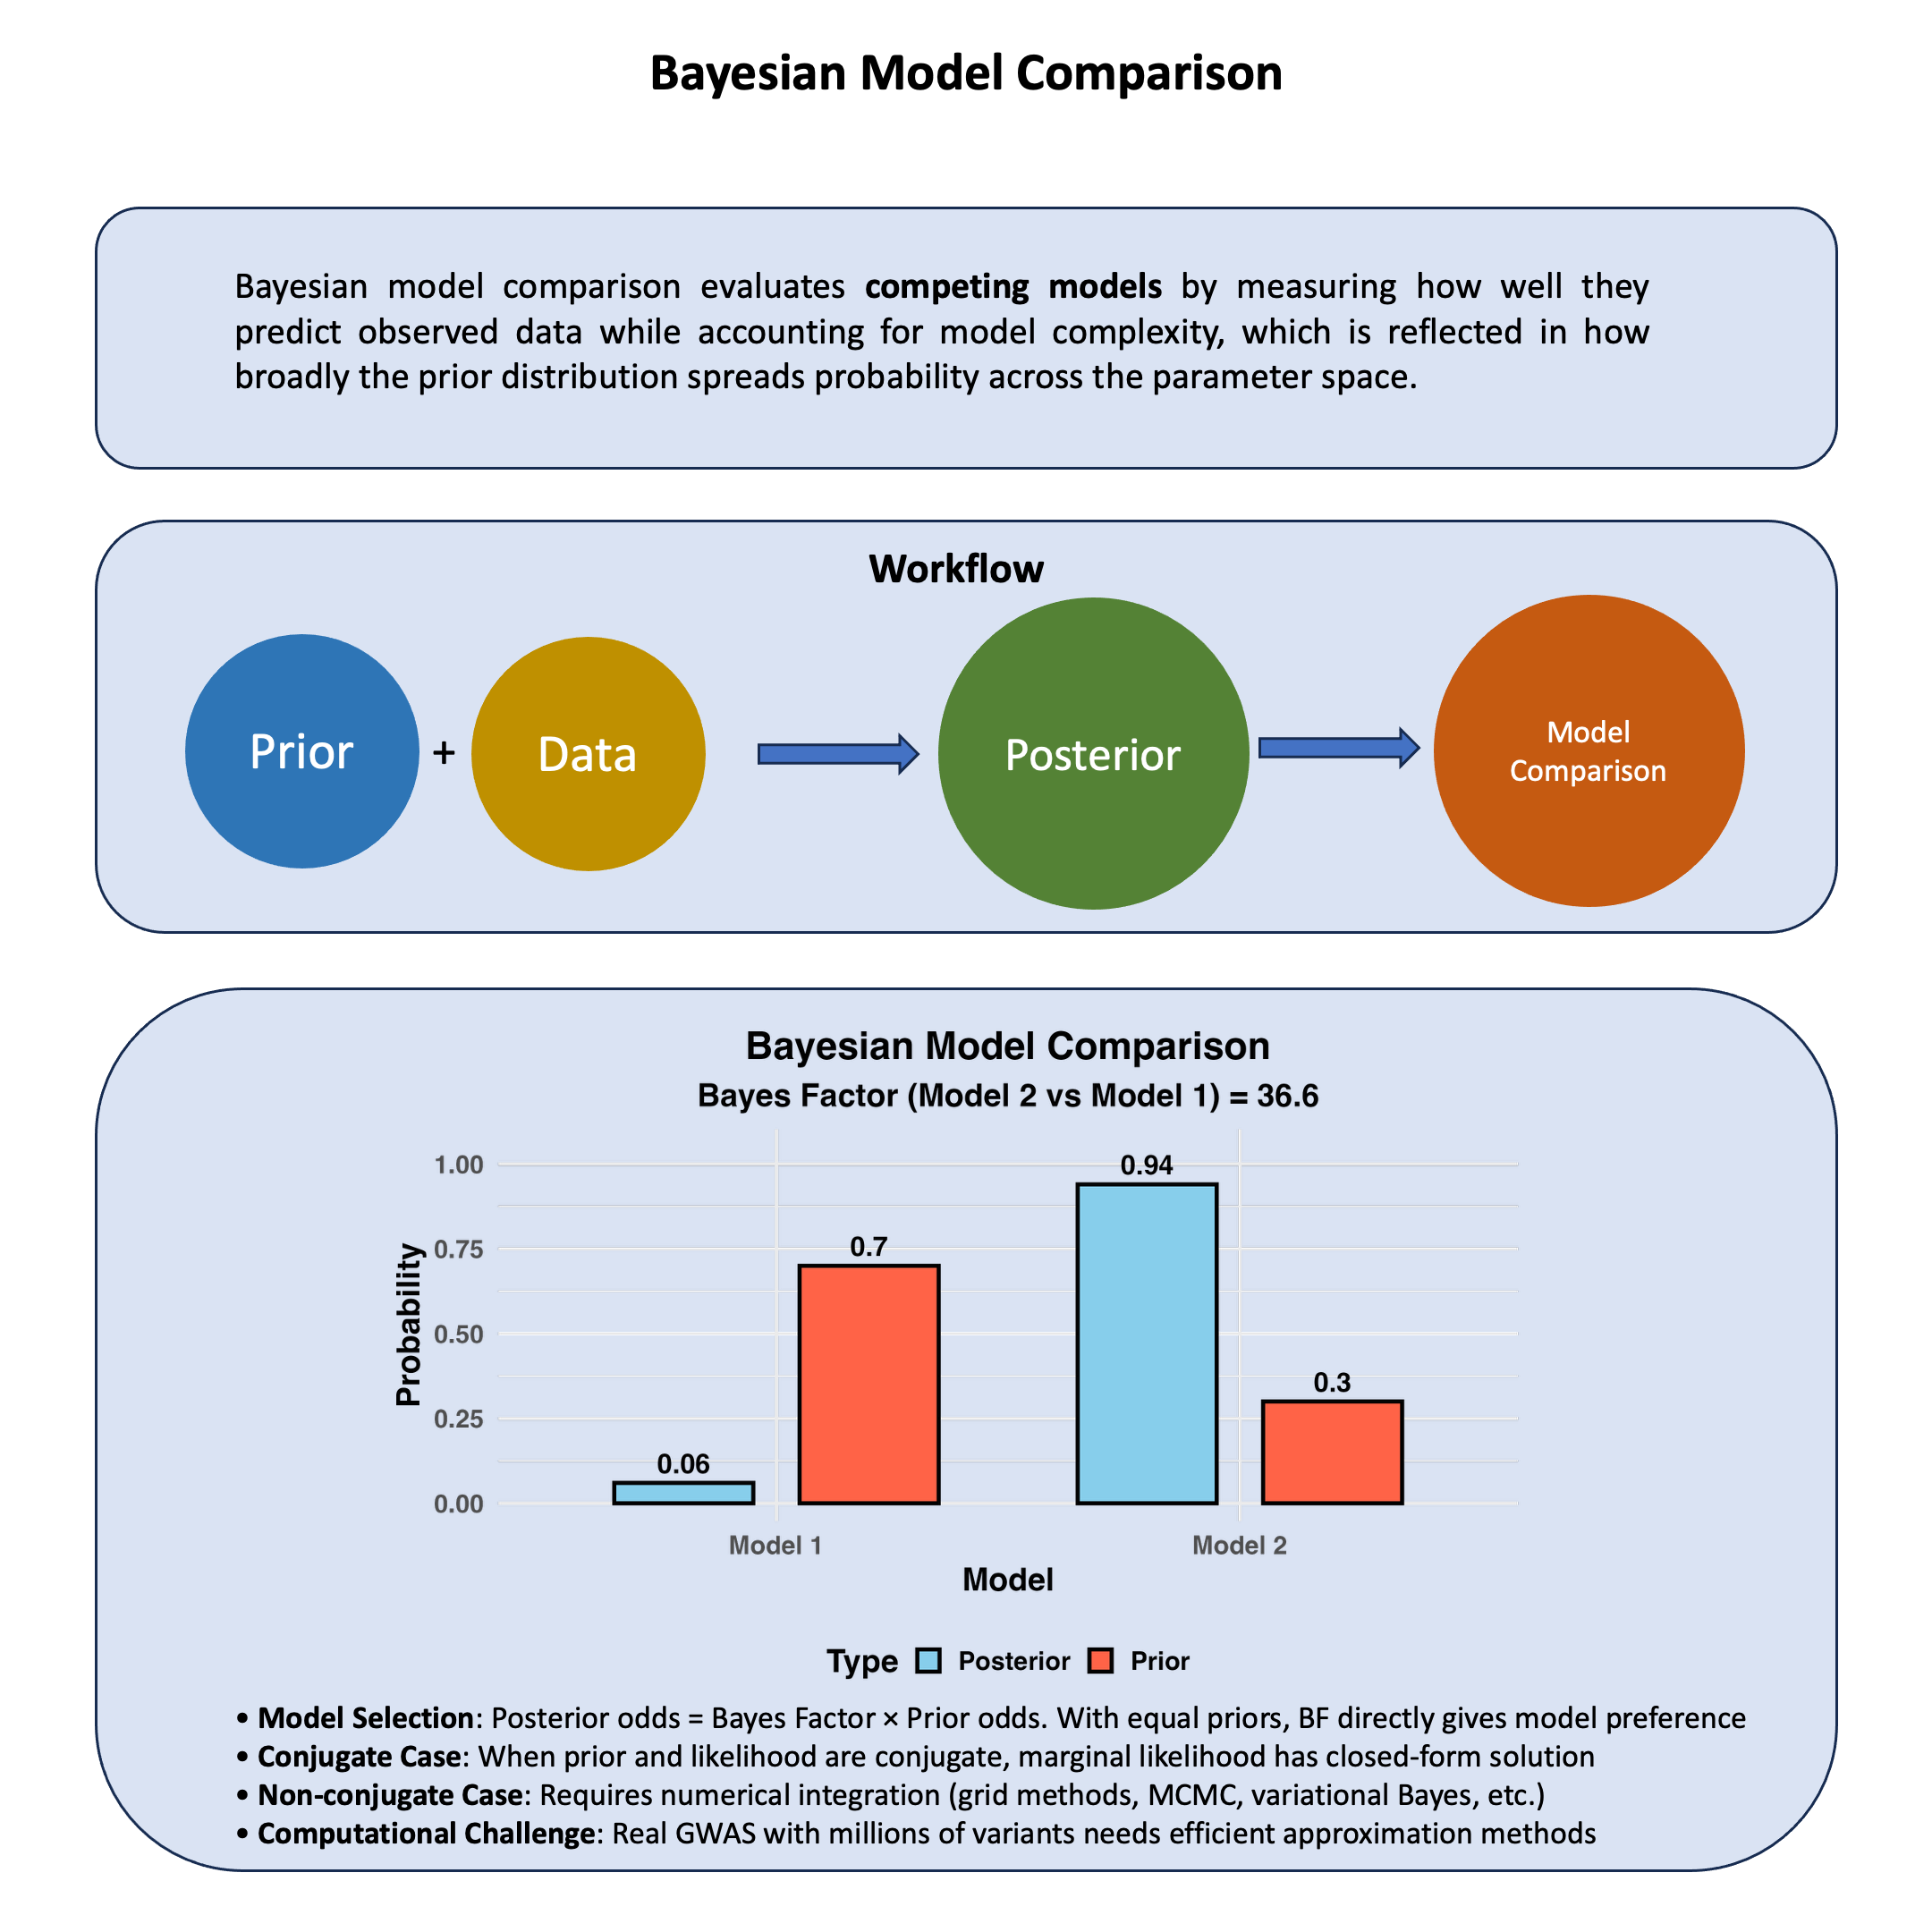 Bayesian Model Comparison
Bayesian model comparison evaluates competing models by measuring how well they
predict observed data while accounting for model complexity, which is reflected in how
broadly the prior distribution spreads probability across the parameter space.
Workflow
Prior
+
Data
Posterior
Model
Comparison
Bayesian Model Comparison
Bayes Factor (Model 2 vs Model 1) = 36.6
Probability
1.00
0.75
0.50
0.25
0.00
0.06
0.7
0.94
0.3
Model 1
Model 2
Model
Type
Posterior
Prior
• Model Selection: Posterior odds = Bayes Factor × Prior odds. With equal priors, BF directly gives model preference
• Conjugate Case: When prior and likelihood are conjugate, marginal likelihood has closed-form solution
• Non-conjugate Case: Requires numerical integration (grid methods, MCMC, variational Bayes, etc.)
• Computational Challenge: Real GWAS with millions of variants needs efficient approximation methods